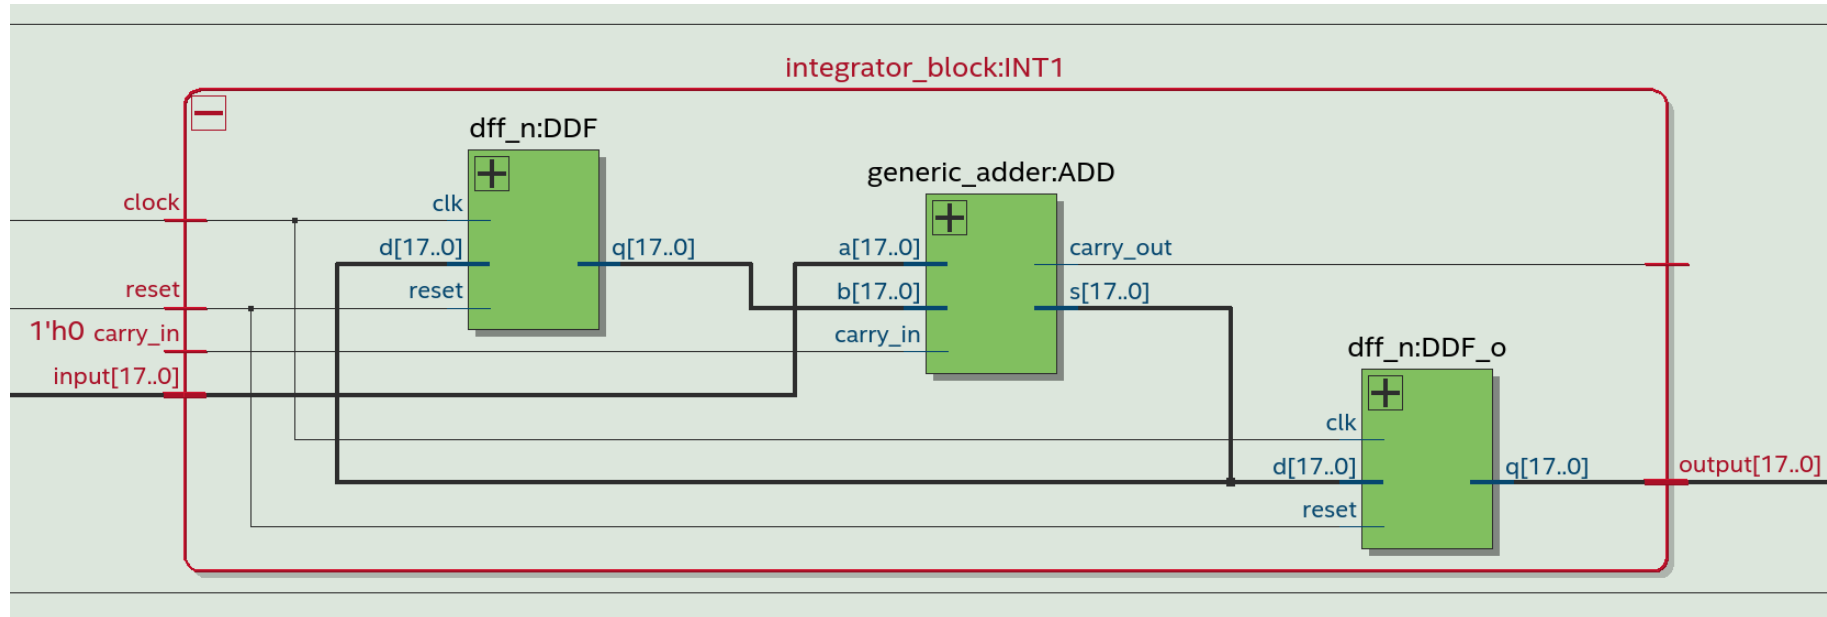 integrator_block:INT1
dff_n:DDF
generic_adder:ADD
clock
clk
d[17..0]
q[17..0]
a[17..0]
carry_out
reset
reset
b[17..0]
s[17..0]
1'h0 carry_in
carry_in
dff_n:DDF_o
input[17..0]
clk
d[17..0]
q[17..0]
output[17..0]
reset